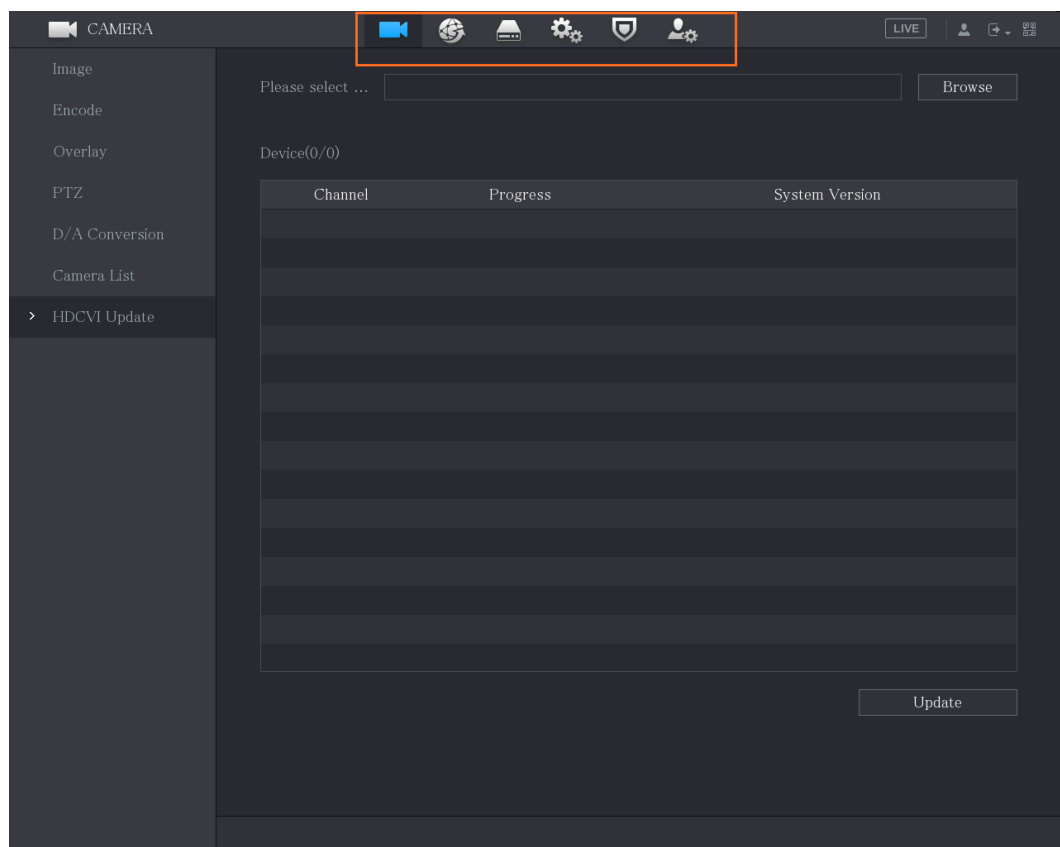 CAMERA
LIVE
Image
Encode
Overlay
PTZ
D/A Conversion
Camera List
HDCVI Update
Please select ...
Browse
Device(0/0)
Channel Progress System Version
Update